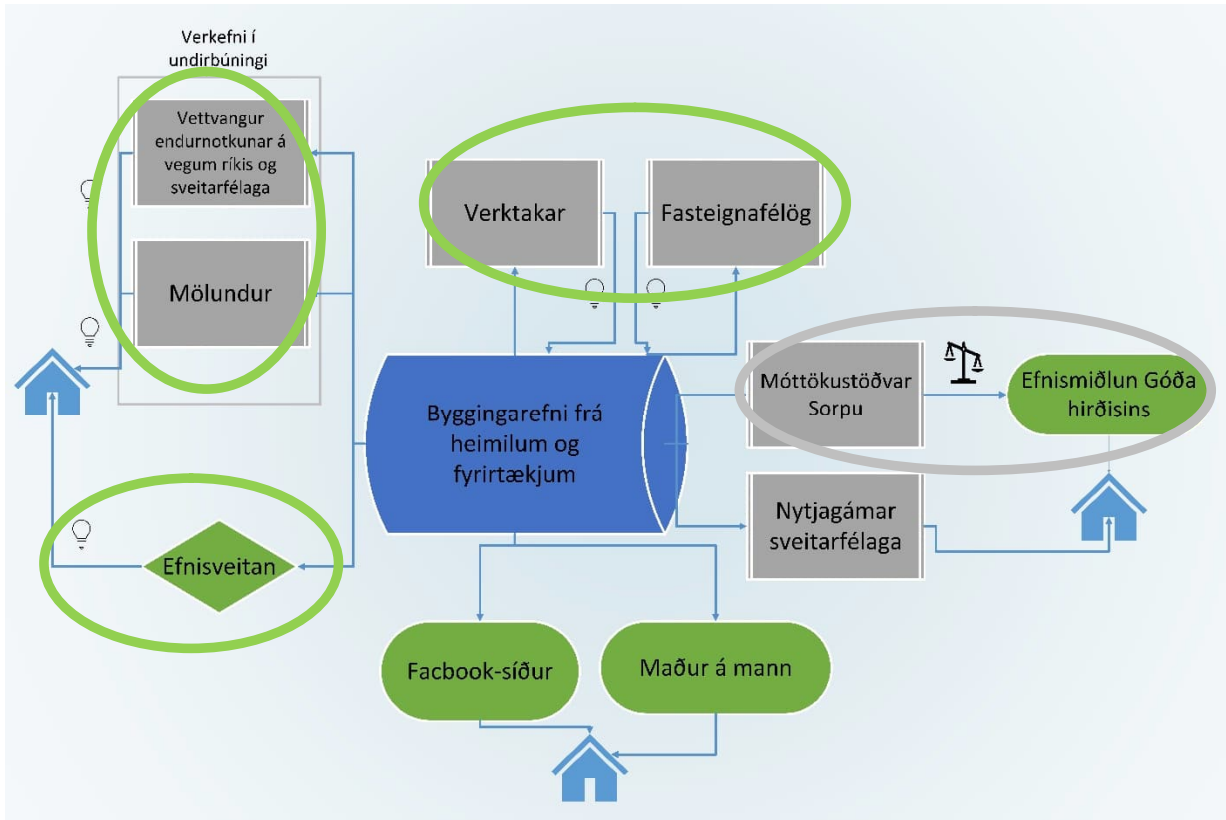 Verkefni í
undirbúningi
Vettvangur
endurnotkunar á
vegum ríkis og
sveitarfélaga
Mölundur
Efnisveitan
Verktakar
Fasteignafélög
Byggingarefni frá
heimilum og
fyrirtækjum
Móttökustöðvar
Sorpu
Efnismiðlun Góða
hirðisins
Nytjagámar
sveitarfélaga
Facbook-síður
Maður á mann